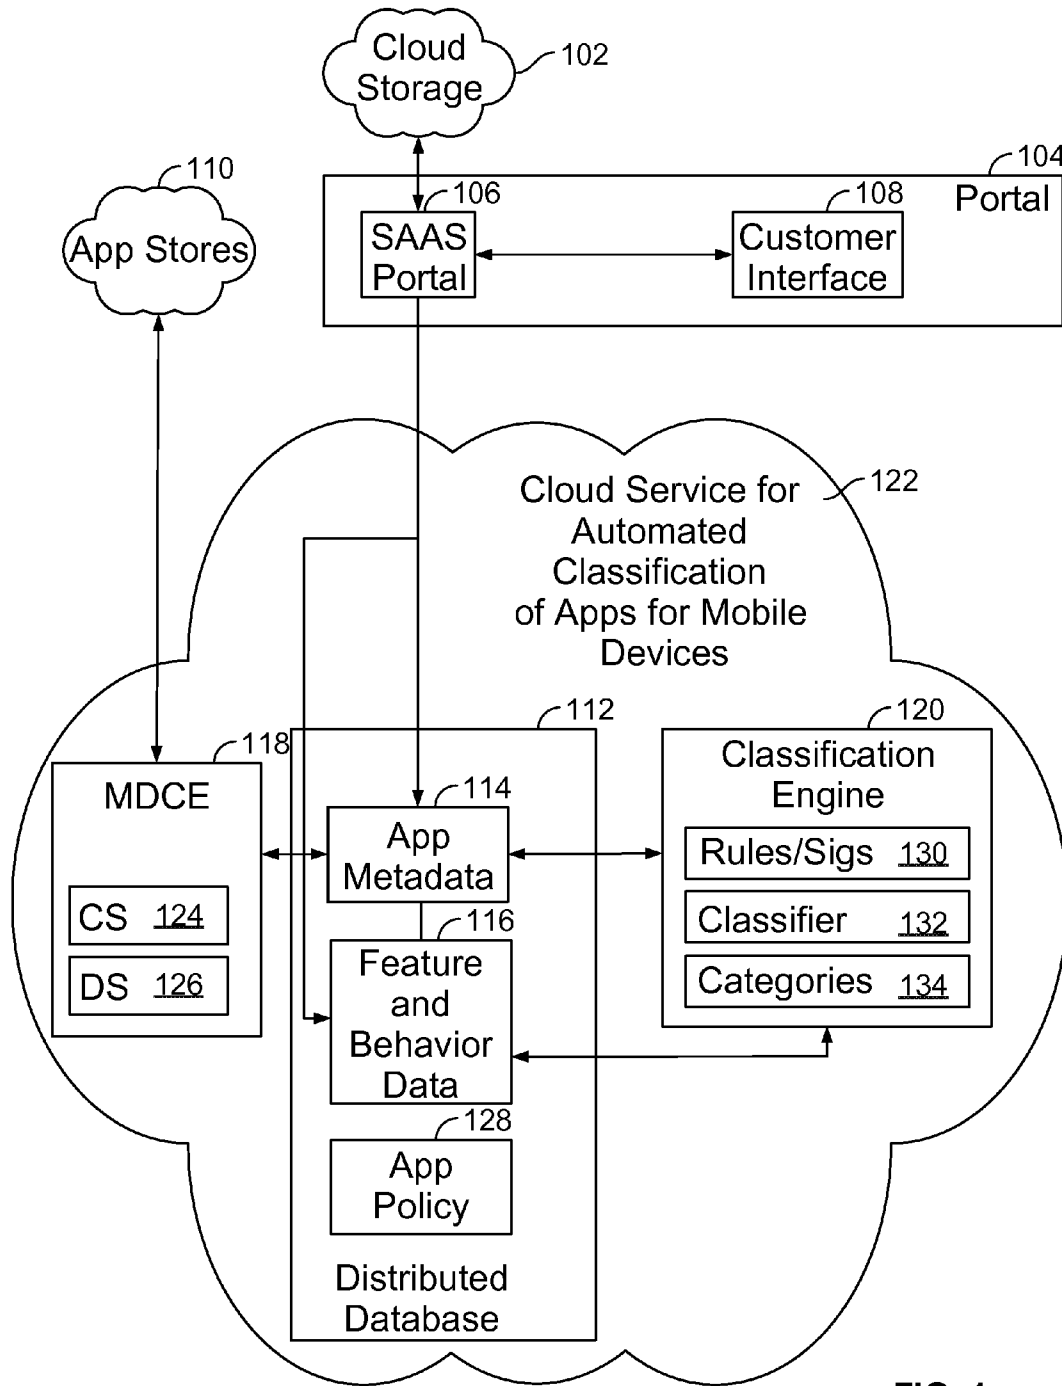 Cloud
Storage
102
110
App Stores
104
Portal
106
SAAS
Portal
108
Customer
Interface
122
Cloud Service for
Automated
Classification
of Apps for Mobile
Devices
118
MDCE
CS 124
DS 126
112
114
App
Metadata
116
Feature
and
Behavior
Data
128
App
Policy
Distributed
Database
120
Classification
Engine
Rules/Sigs 130
Classifier 132
Categories 134